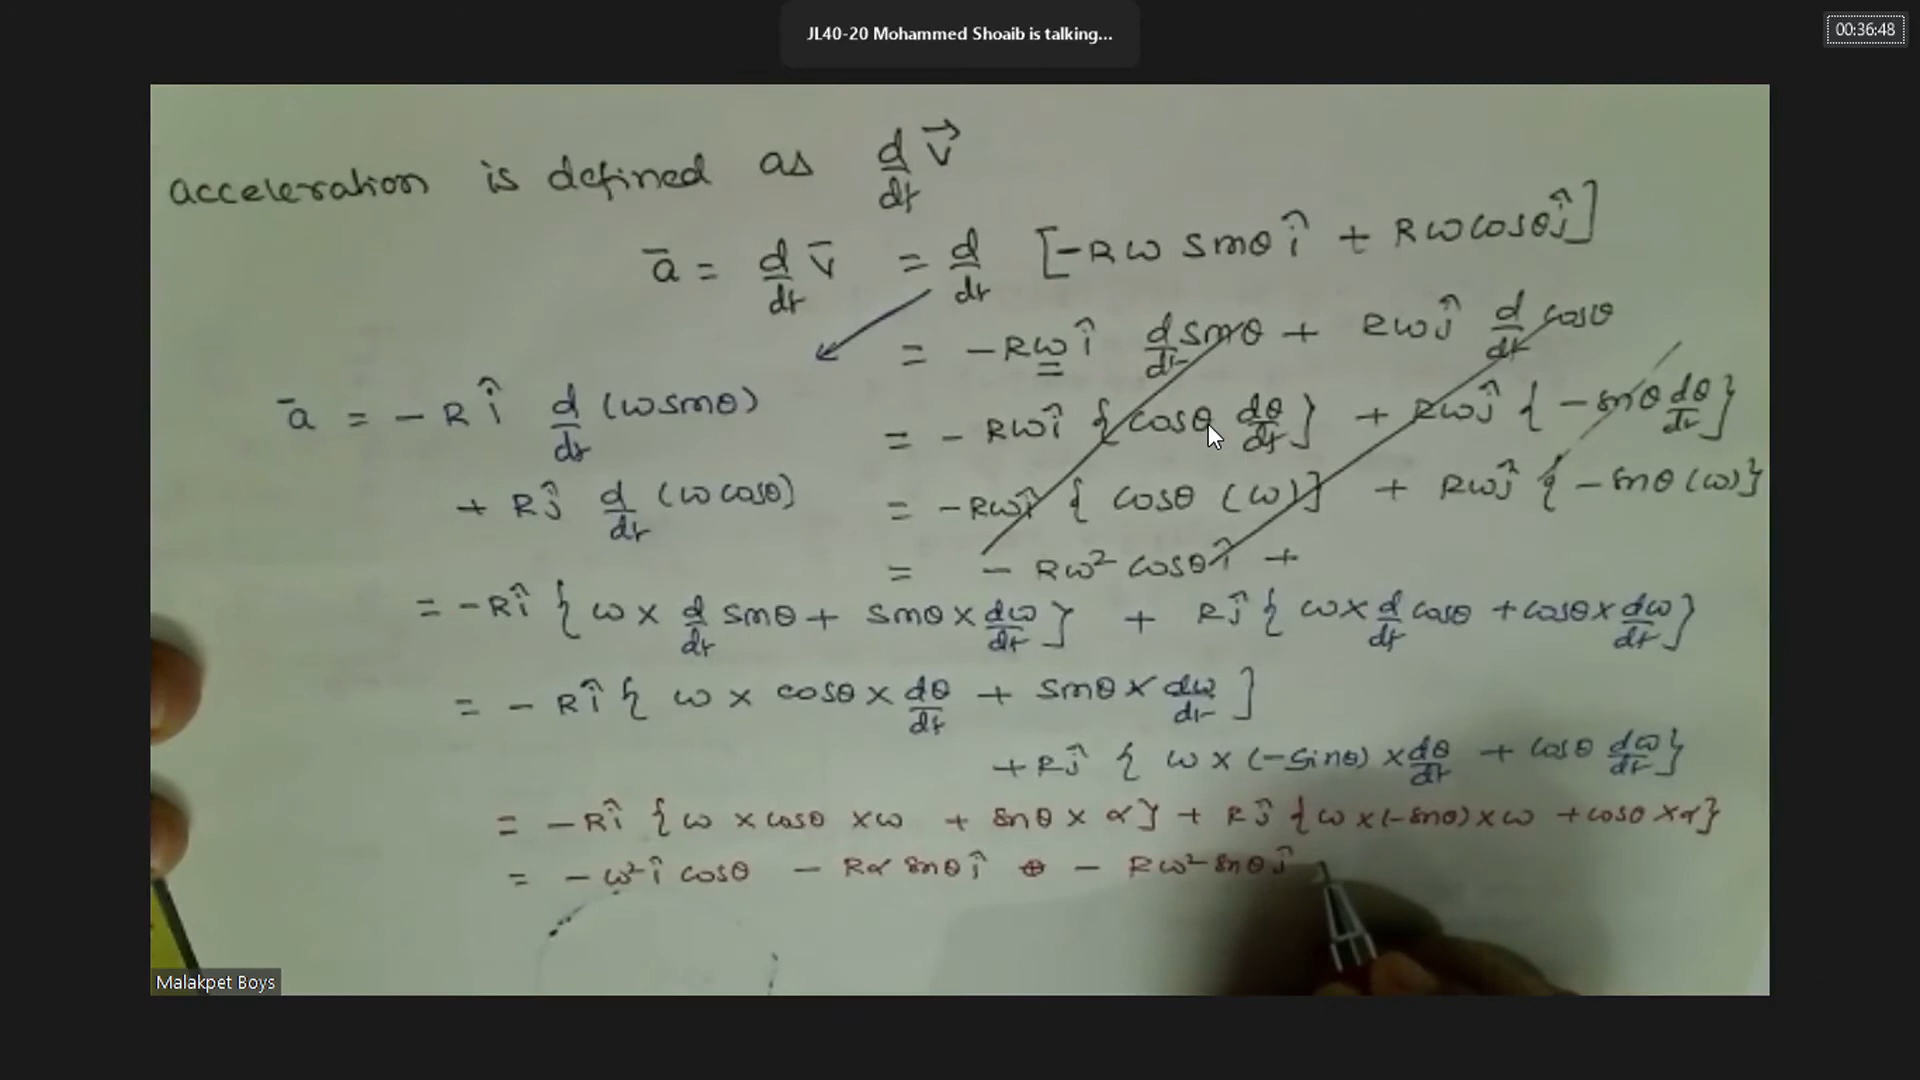 JL40-20 Mohammed Shoaib is talking...
00:36:48
acceleration is defined as d/dt v⃗
a̅ = d/dt v̅ = d/dt [-Rω sinθ î + Rω cosθ ĵ]
= -Rω î d/dt sinθ + Rω ĵ d/dt cosθ
a̅ = -R î d/dt (ω sinθ)
= -Rω î {cosθ dθ/dt} + Rω ĵ {-sinθ dθ/dt}
+ R ĵ d/dt (ω cosθ)
= -Rω î {cosθ (ω)} + Rω ĵ {-sinθ (ω)}
= -Rω² cosθ î +
= -R î {ω × d/dt sinθ + sinθ × dω/dt} + R ĵ {ω × d/dt cosθ + cosθ × dω/dt}
= -R î {ω × cosθ × dθ/dt + sinθ × dω/dt}
+ R ĵ {ω × (-sinθ) × dθ/dt + cosθ dω/dt}
= -R î {ω × cosθ × ω + sinθ × α} + R ĵ {ω × (-sinθ) × ω + cosθ × α}
= -ω² î cosθ - Rα sinθ î - Rω² sinθ ĵ
Malakpet Boys